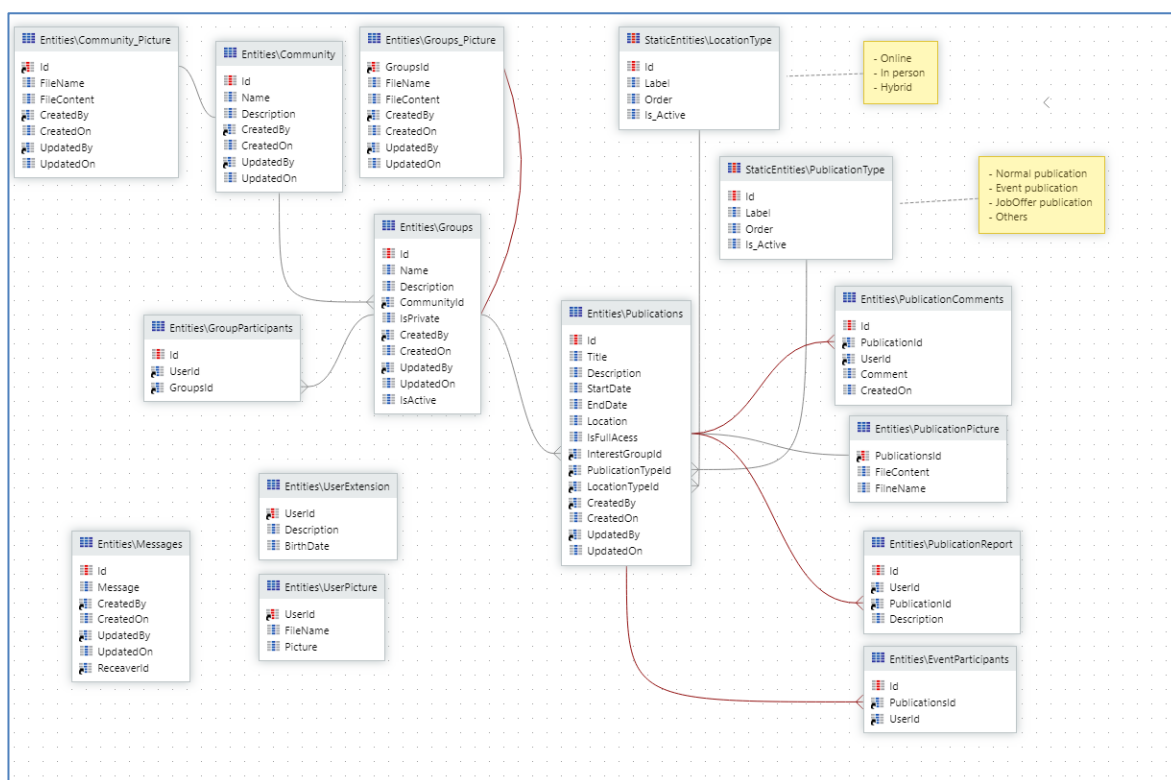 Entities\Community_Picture
Id
FileName
FileContent
CreatedBy
CreatedOn
UpdatedBy
UpdatedOn
Entities\Community
Id
Name
Description
CreatedBy
CreatedOn
UpdatedBy
UpdatedOn
Entities\Groups_Picture
GroupsId
FileName
FileContent
CreatedBy
CreatedOn
UpdatedBy
UpdatedOn
StaticEntities\LocationType
Id
Label
Order
Is_Active
- Online
- In person
- Hybrid
StaticEntities\PublicationType
Id
Label
Order
Is_Active
- Normal publication
- Event publication
- JobOffer publication
- Others
Entities\Groups
Id
Name
Description
CommunityId
IsPrivate
CreatedBy
CreatedOn
UpdatedBy
UpdatedOn
IsActive
Entities\GroupParticipants
Id
UserId
GroupsId
Entities\Publications
Id
Title
Description
StartDate
EndDate
Location
IsFullAcess
InterestGroupId
PublicationTypeId
LocationTypeId
CreatedBy
CreatedOn
UpdatedBy
UpdatedOn
Entities\PublicationComments
Id
PublicationId
UserId
Comment
CreatedOn
Entities\PublicationPicture
PublicationsId
FileContent
FilneName
Entities\UserExtension
UserId
Description
BirthDate
Entities\Messages
Id
Message
CreatedBy
CreatedOn
UpdatedBy
UpdatedOn
ReceaverId
Entities\UserPicture
UserId
FileName
Picture
Entities\PublicationReport
Id
UserId
PublicationId
Description
Entities\EventParticipants
Id
PublicationsId
UserId